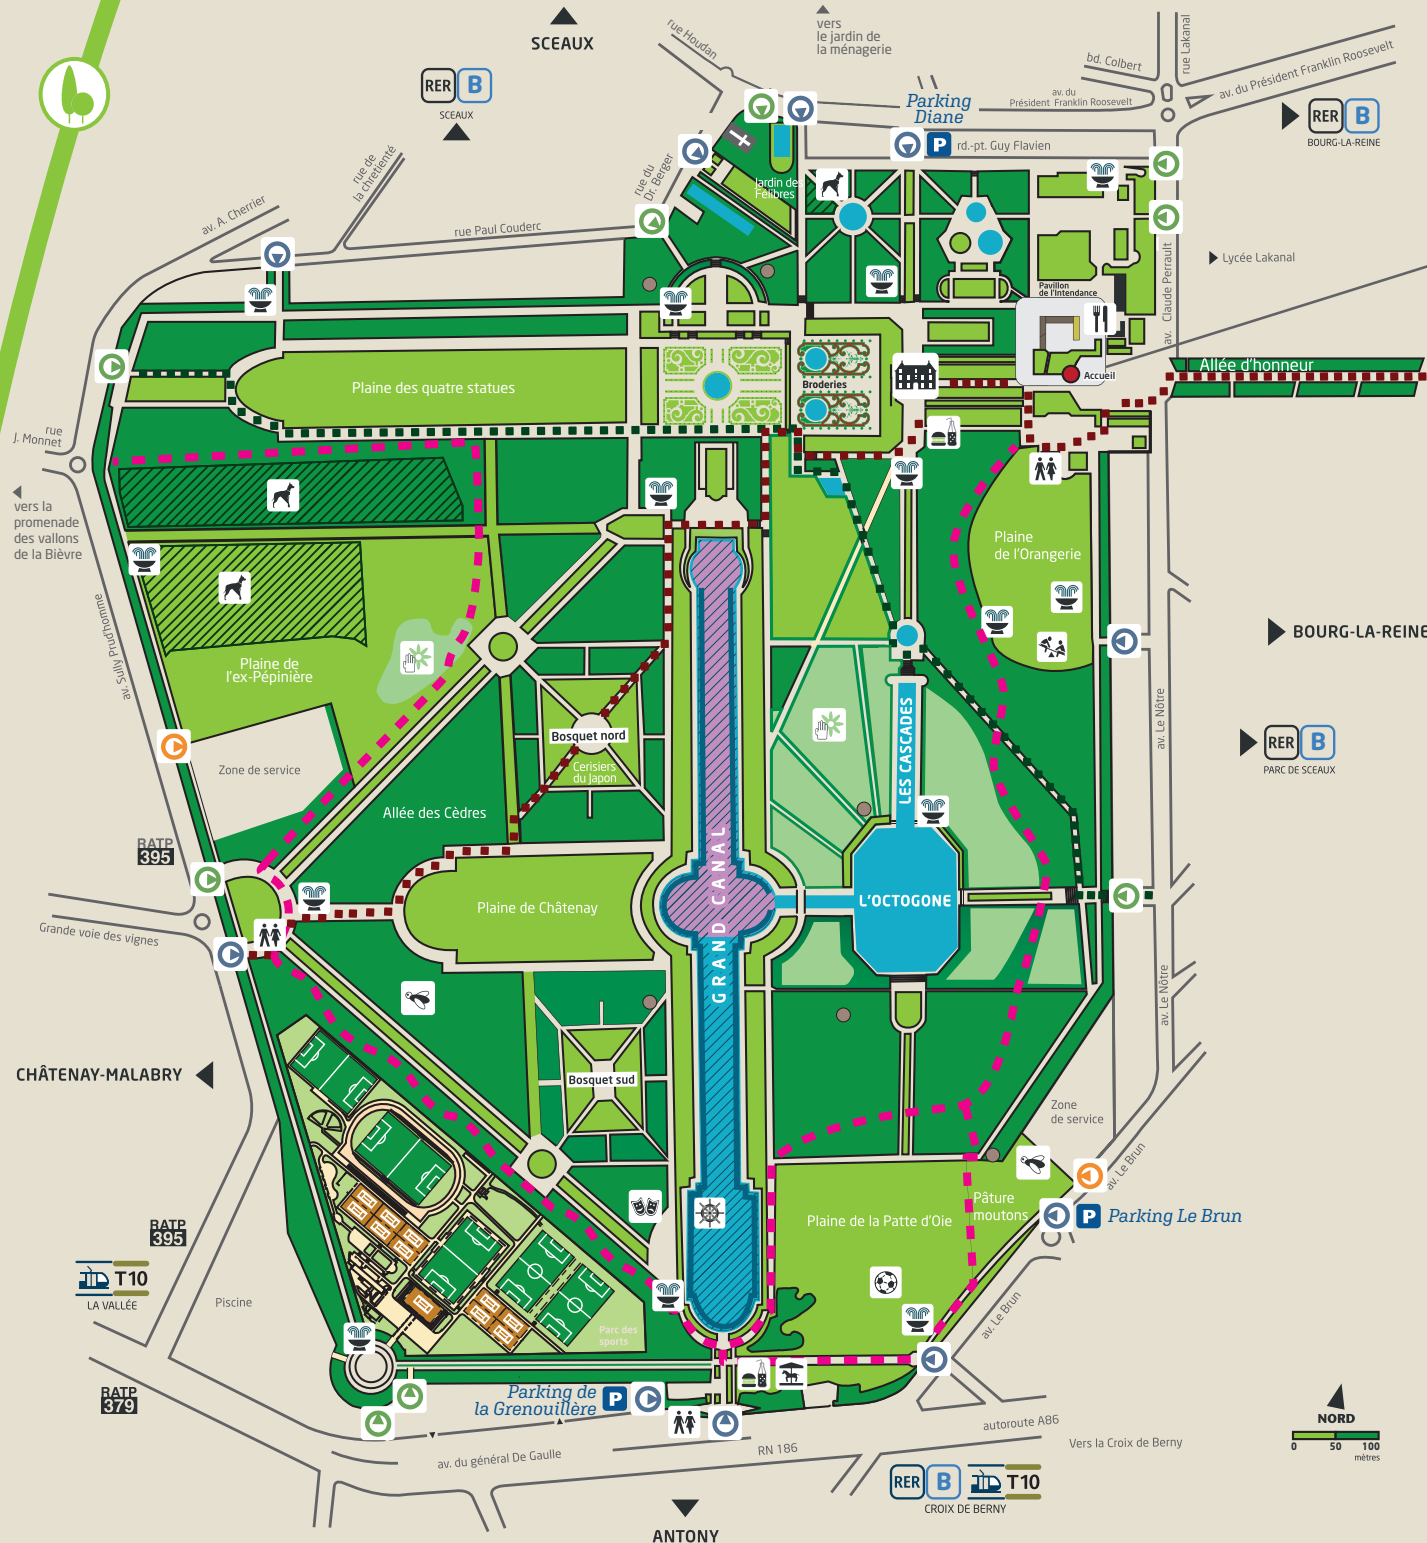 SCEAUX
RER B
SCEAUX
rue Houdan
vers
le jardin de
la ménagerie
Parking
Diane
P
rd.-pt. Guy Flavien
av. du
Président Franklin Roosevelt
bd. Colbert
rue Lakanal
av. du Président Franklin Roosevelt
RER B
BOURG-LA-REINE
rue de
la chretienté
av. A. Cherrier
rue Paul Couderc
rue du
Dr. Berger
Jardin des
Félibres
Lycée Lakanal
av. Claude Perrault
Pavillon
de l'Intendance
Accueil
Allée d'honneur
Plaine des quatre statues
Broderies
rue
J. Monnet
vers la
promenade
des vallons
de la Bièvre
av. Sully Prud'homme
Plaine
de l'Orangerie
BOURG-LA-REINE
Plaine de
l'ex-Pépinière
Zone de service
Bosquet nord
Cerisiers
du Japon
Allée des Cèdres
LES CASCADES
av. Le Nôtre
RER B
PARC DE SCEAUX
RATP
395
GRAND CANAL
Plaine de Châtenay
L'OCTOGONE
Grande voie des vignes
av. Le Nôtre
CHÂTENAY-MALABRY
Bosquet sud
Zone
de service
av. Le Brun
Pâture
moutons
Plaine de la Patte d'Oie
P
Parking Le Brun
RATP
395
T10
LA VALLÉE
Piscine
Parc des
sports
av. Le Brun
RATP
379
Parking de
la Grenouillère
P
av. du général De Gaulle
RN 186
autoroute A86
Vers la Croix de Berny
RER B T10
CROIX DE BERNY
NORD
0 50 100
mètres
ANTONY